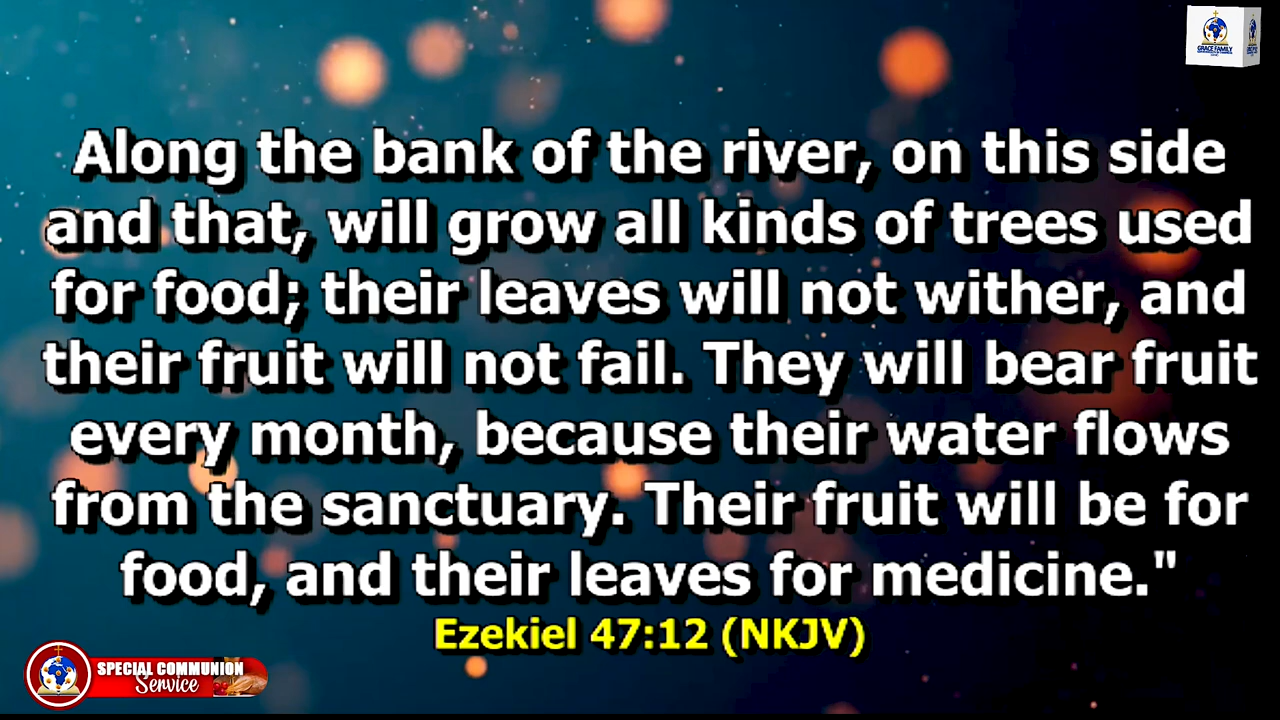 GRACE FAMILY
Along the bank of the river, on this side
and that, will grow all kinds of trees used
for food; their leaves will not wither, and
their fruit will not fail. They will bear fruit
every month, because their water flows
from the sanctuary. Their fruit will be for
food, and their leaves for medicine."
Ezekiel 47:12 (NKJV)
SPECIAL COMMUNION
Service